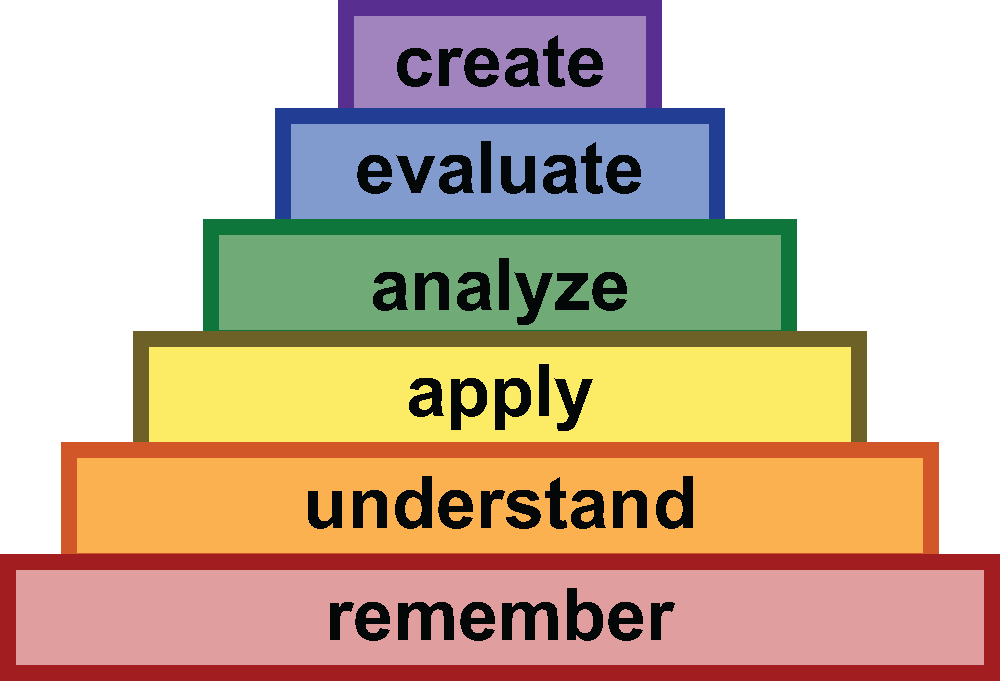 create
evaluate
analyze
apply
understand
remember